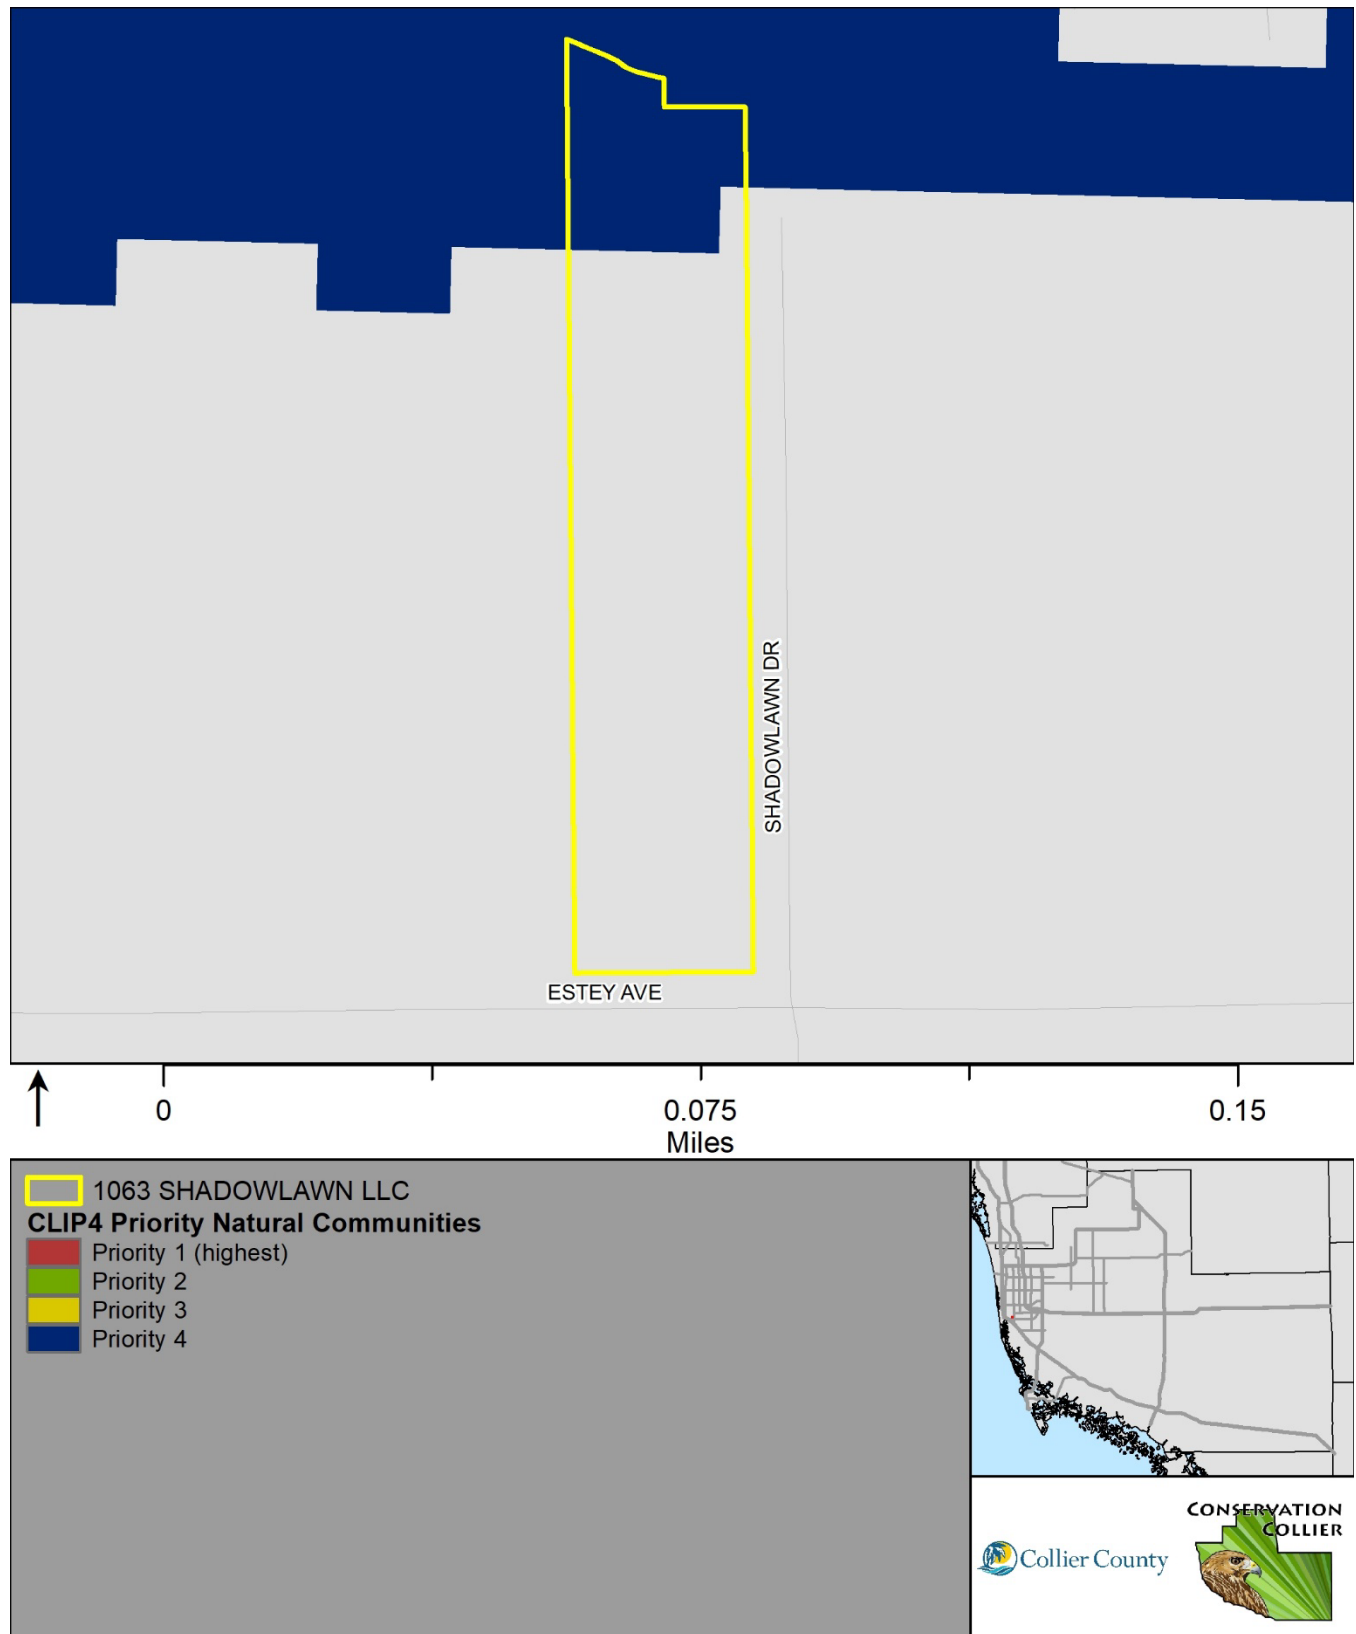 SHADOWLAWN DR
ESTEY AVE
0
0.075
0.15
Miles
1063 SHADOWLAWN LLC
CLIP4 Priority Natural Communities
Priority 1 (highest)
Priority 2
Priority 3
Priority 4
CONSERVATION
COLLIER
Collier County